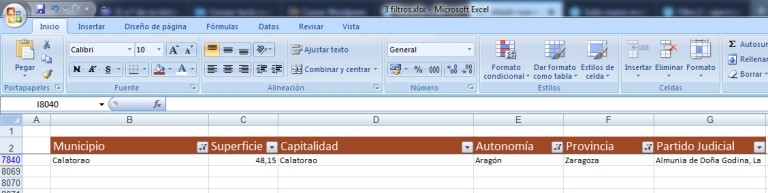 3 filtros.xlsx - Microsoft Excel
Inicio Insertar Diseño de página Fórmulas Datos Revisar Vista
Pegar
Calibri 10 A A
N K S A
Ajustar texto
Combinar y centrar
General
% 000
Formato condicional Dar formato como tabla Estilos de celda
Insertar Eliminar Formato
Σ Autosuma
Rellenar
Borrar
Portapapeles Fuente Alineación Número Estilos Celdas
I8040 fx
A B C D E F G
1
2 Municipio Superficie Capitalidad Autonomía Provincia Partido Judicial
7840 Calatorao 48,15 Calatorao Aragón Zaragoza Almunia de Doña Godina, La
8069
8070